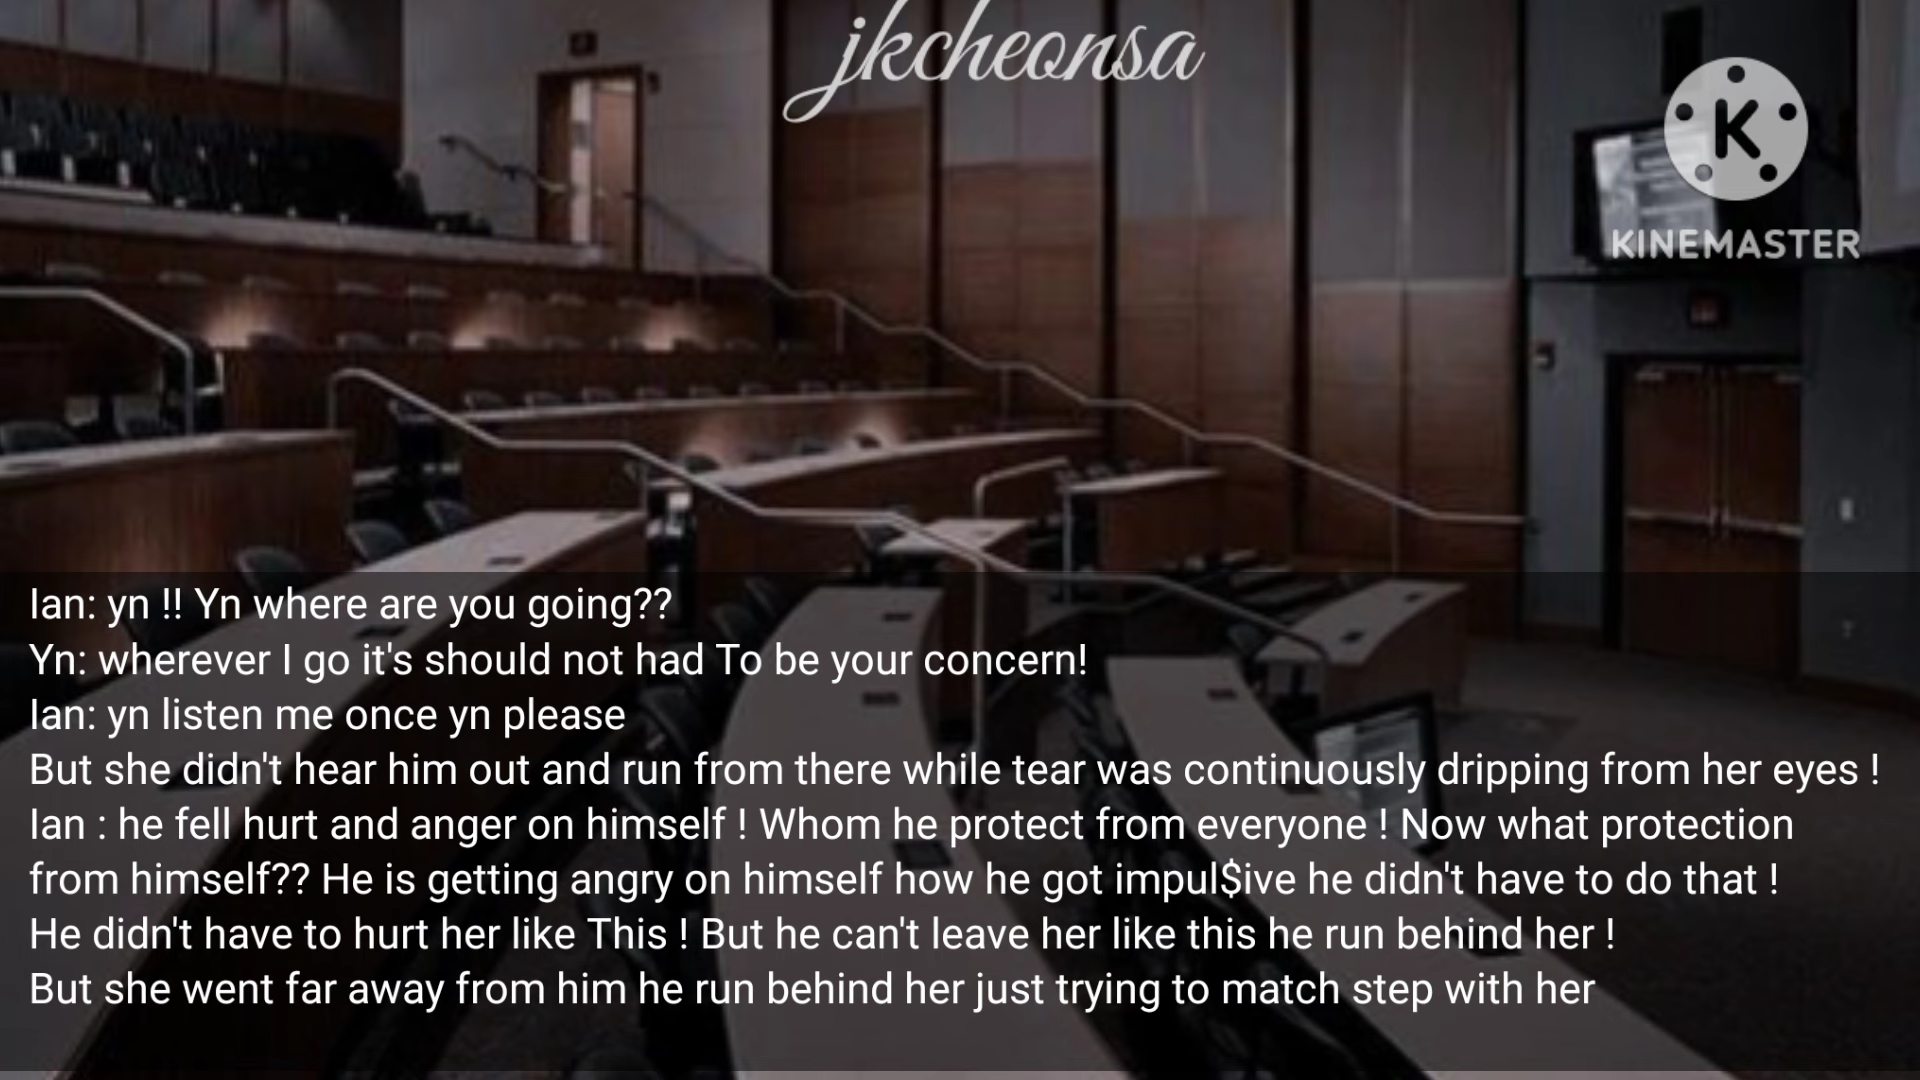 jkcheonsa
K
KINEMASTER
Ian: yn !! Yn where are you going??
Yn: wherever I go it's should not had To be your concern!
Ian: yn listen me once yn please
But she didn't hear him out and run from there while tear was continuously dripping from her eyes !
Ian : he fell hurt and anger on himself ! Whom he protect from everyone ! Now what protection
from himself?? He is getting angry on himself how he got impul$ive he didn't have to do that !
He didn't have to hurt her like This ! But he can't leave her like this he run behind her !
But she went far away from him he run behind her just trying to match step with her